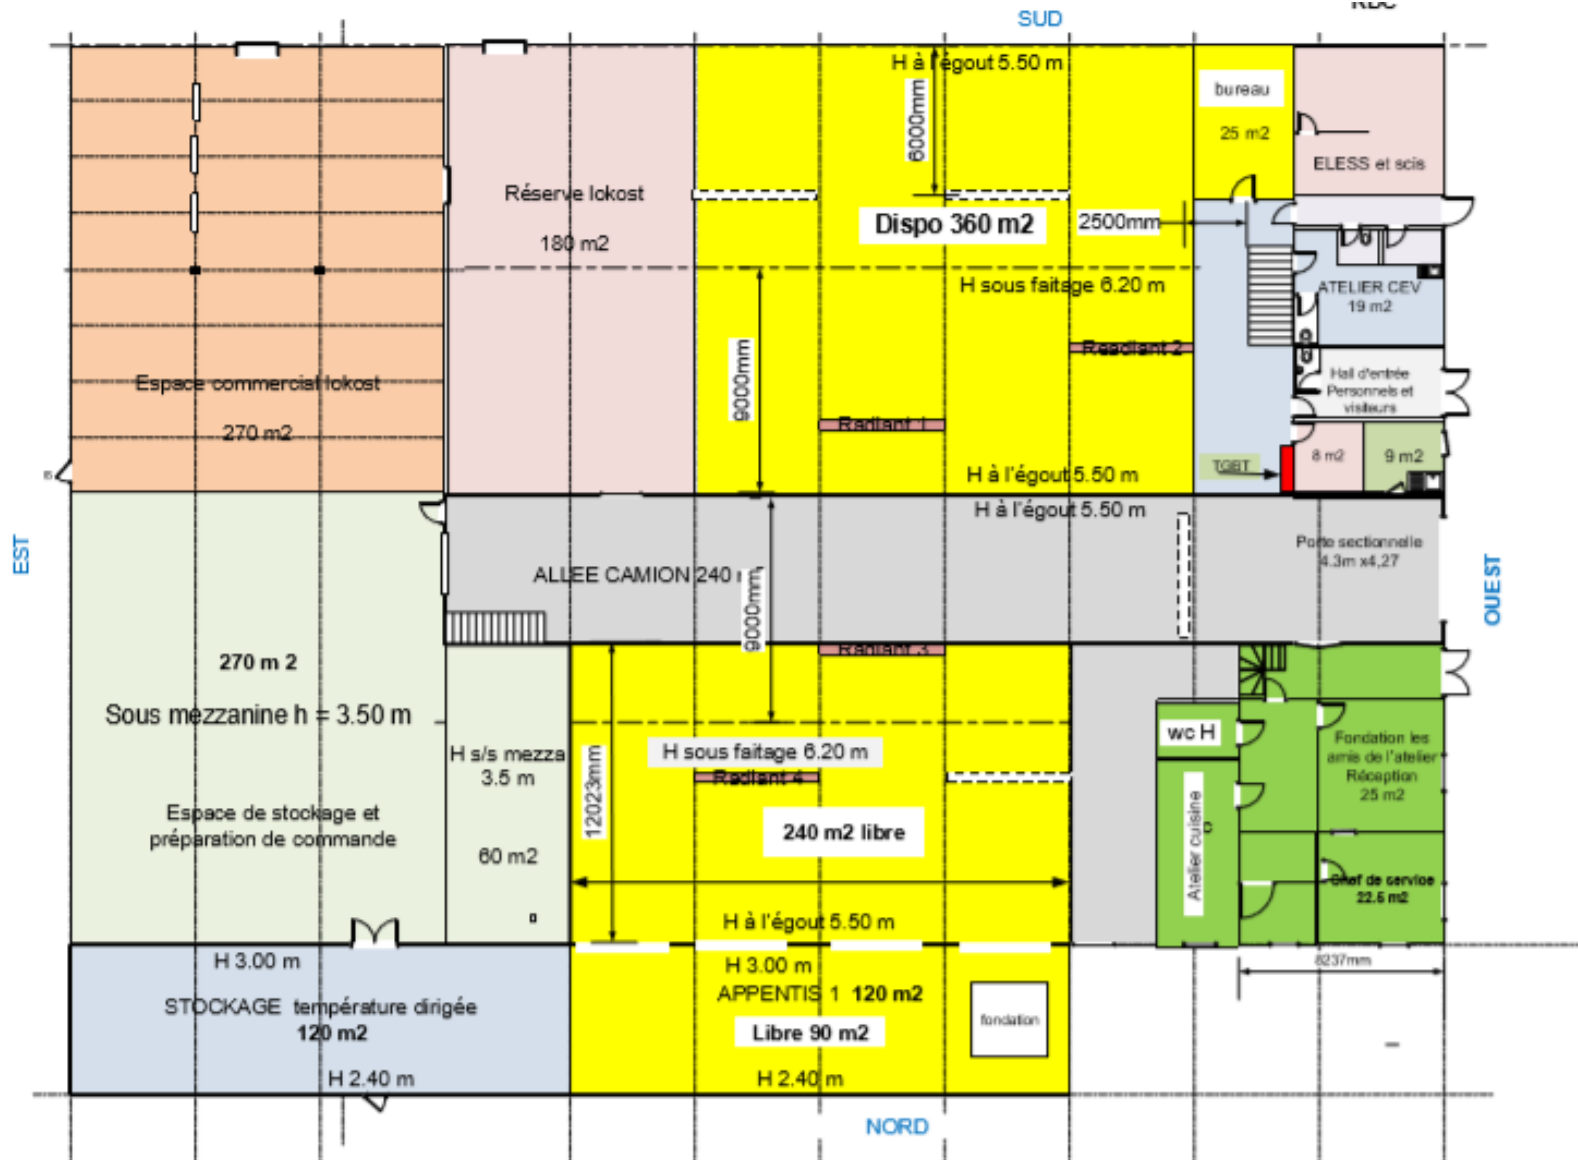 SUD
H à l'égout 5.50 m
bureau
25 m2
6000mm
ELESS et scis
Réserve lokost
180 m2
Dispo 360 m2
2500mm
H sous faitage 6.20 m
ATELIER CEV
19 m2
Readiant 2
9000mm
Hall d'entrée
Personnels et
visiteurs
Espace commercial lokost
270 m2
Radiant 1
H à l'égout 5.50 m
TGBT
8 m2
9 m2
H à l'égout 5.50 m
EST
ALLEE CAMION 240
9000mm
Porte sectionnelle
4.3m x4,27
OUEST
270 m 2
Sous mezzanine h = 3.50 m
Radiant 3
H s/s mezza
3.5 m
H sous faitage 6.20 m
Radiant 4
wc H
Fondation les
amis de l'atelier
Réception
25 m2
12023mm
Espace de stockage et
préparation de commande
60 m2
240 m2 libre
Atelier cuisine
Chef de service
22.5 m2
H à l'égout 5.50 m
H 3.00 m
H 3.00 m
8237mm
STOCKAGE température dirigée
120 m2
APPENTIS 1 120 m2
Libre 90 m2
fondation
H 2.40 m
H 2.40 m
NORD